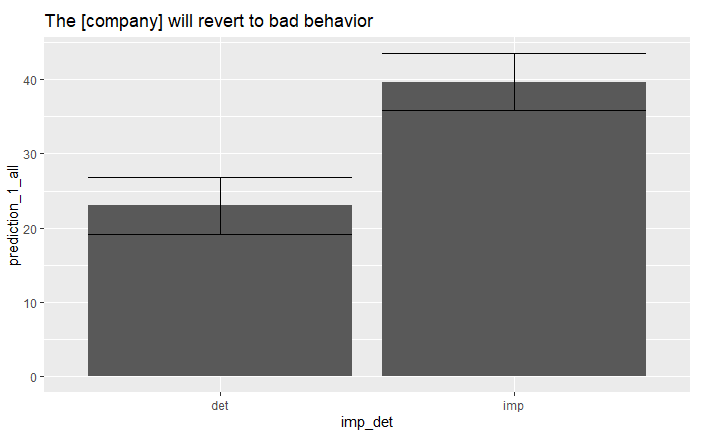 The [company] will revert to bad behavior
prediction_1_all
40
30
20
10
0
det
imp
imp_det